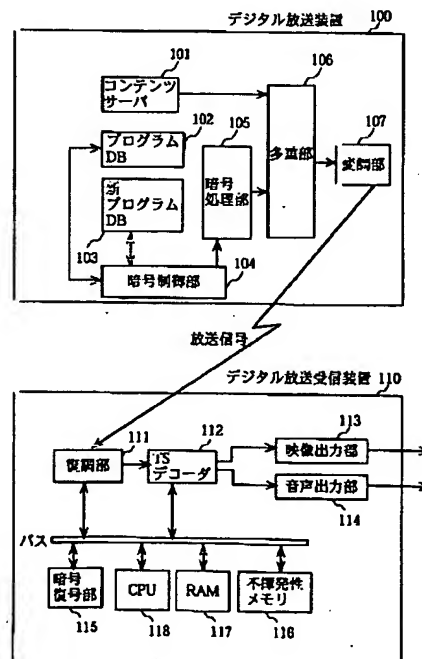 デジタル放送装置 100
101
コンテンツ
サーバ
106
102
プログラム
DB
105
107
多重部
変調部
新
プログラム
DB
暗号
処理部
103
104
暗号制御部
放送信号
デジタル放送受信装置 110
111
112
113
復調部
TS
デコーダ
映像出力部
音声出力部
114
バス
暗号
復号部
CPU
RAM
不揮発性
メモリ
115
118
117
116